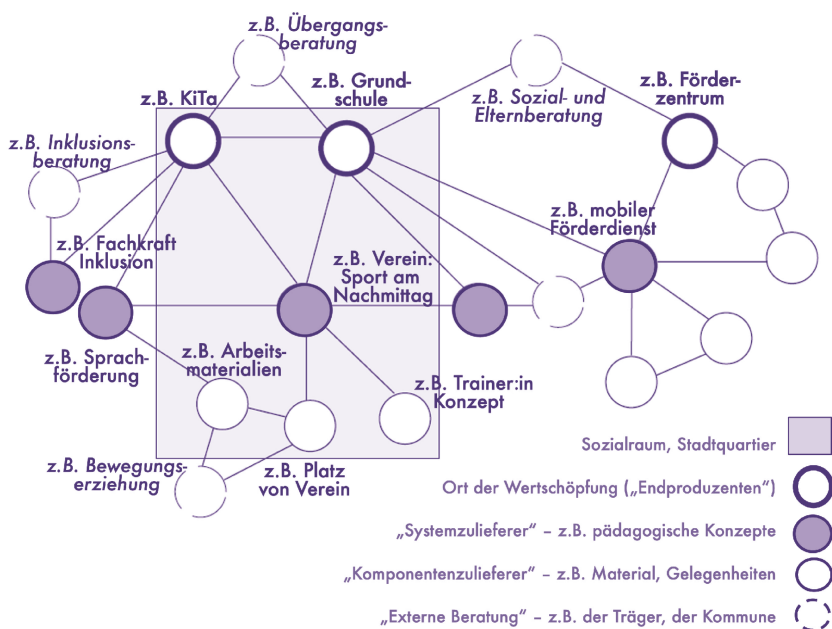 z.B. Übergangs-
beratung
z.B. KiTa
z.B. Grund-
schule
z.B. Sozial- und
Elternberatung
z.B. Förder-
zentrum
z.B. Inklusions-
beratung
z.B. mobiler
Förderdienst
z.B. Fachkraft
Inklusion
z.B. Verein:
Sport am
Nachmittag
z.B. Sprach-
förderung
z.B. Arbeits-
materialien
z.B. Trainer:in
Konzept
z.B. Bewegungs-
erziehung
z.B. Platz
von Verein
Sozialraum, Stadtquartier
Ort der Wertschöpfung („Endproduzenten“)
„Systemzulieferer“ – z.B. pädagogische Konzepte
„Komponentenzulieferer“ – z.B. Material, Gelegenheiten
„Externe Beratung“ – z.B. der Träger, der Kommune